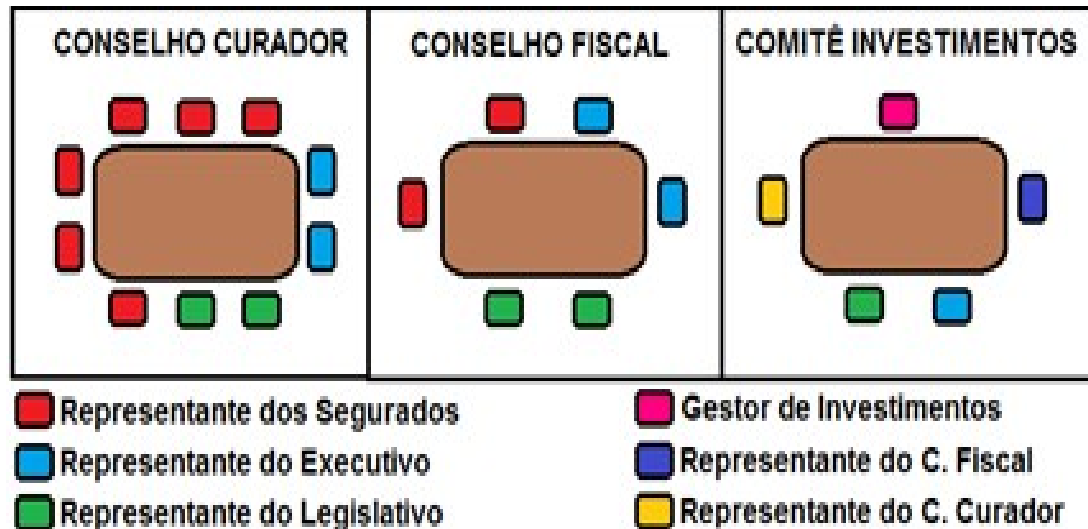 CONSELHO CURADOR
CONSELHO FISCAL
COMITÊ INVESTIMENTOS
Representante dos Segurados
Representante do Executivo
Representante do Legislativo
Gestor de Investimentos
Representante do C. Fiscal
Representante do C. Curador